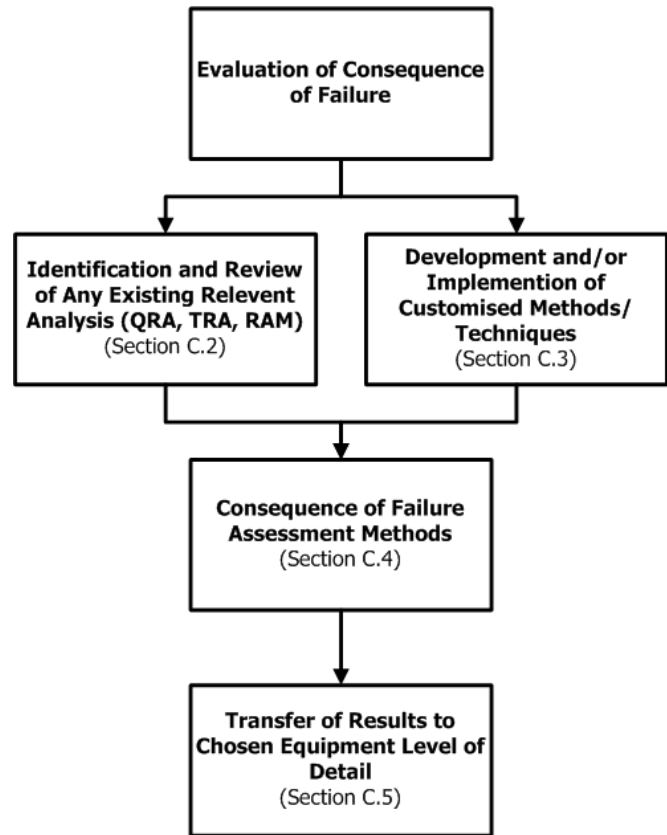 Evaluation of Consequence
of Failure
Identification and Review
of Any Existing Relevent
Analysis (QRA, TRA, RAM)
(Section C.2)
Development and/or
Implemention of
Customised Methods/
Techniques
(Section C.3)
Consequence of Failure
Assessment Methods
(Section C.4)
Transfer of Results to
Chosen Equipment Level of
Detail
(Section C.5)